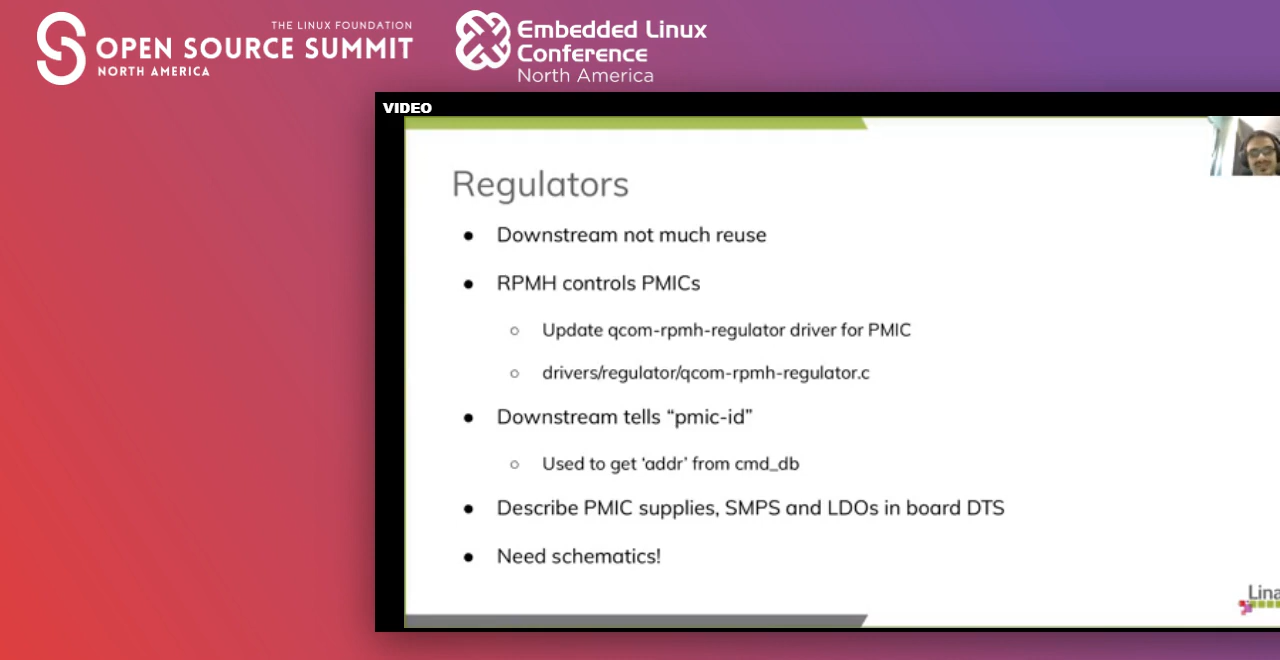 THE LINUX FOUNDATION
OPEN SOURCE SUMMIT
NORTH AMERICA
Embedded Linux
Conference
North America
VIDEO
Regulators
● Downstream not much reuse
● RPMH controls PMICs
○ Update qcom-rpmh-regulator driver for PMIC
○ drivers/regulator/qcom-rpmh-regulator.c
● Downstream tells “pmic-id”
○ Used to get ‘addr’ from cmd_db
● Describe PMIC supplies, SMPS and LDOs in board DTS
● Need schematics!
Lina